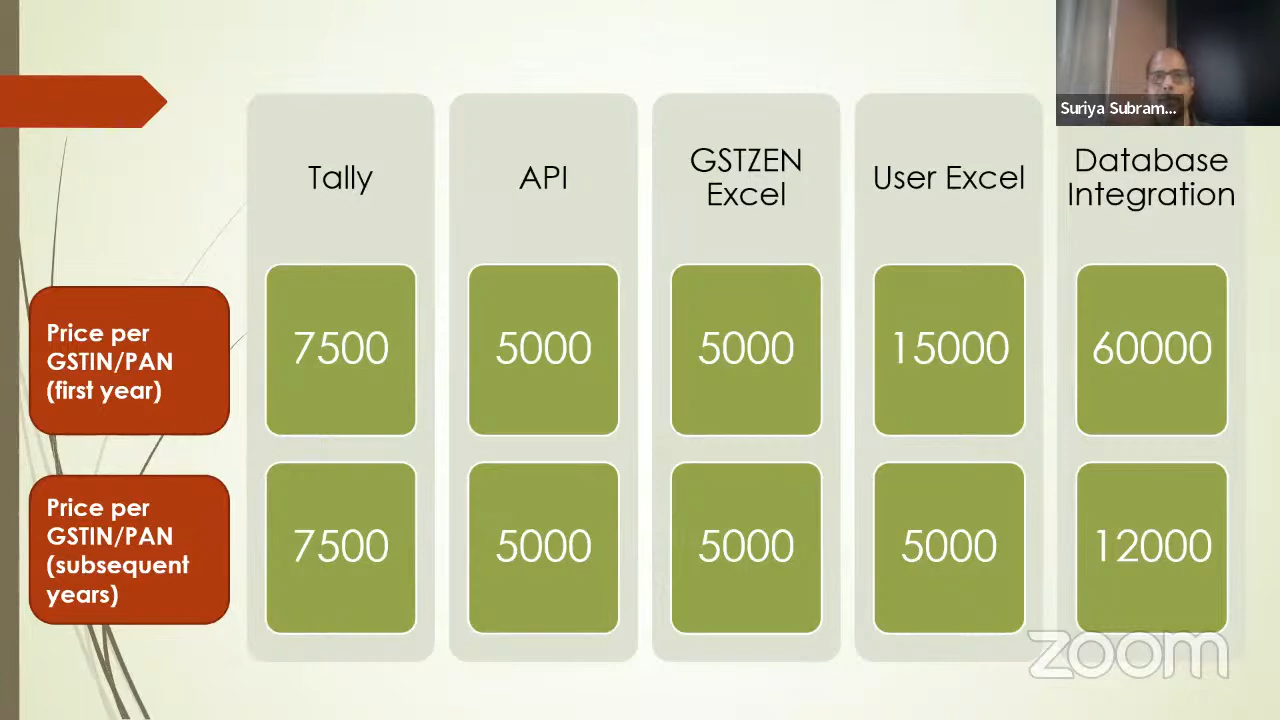 Suriya Subram...
Tally
API
GSTZEN
Excel
User Excel
Database
Integration
Price per
GSTIN/PAN
(first year)
7500
5000
5000
15000
60000
Price per
GSTIN/PAN
(subsequent
years)
7500
5000
5000
5000
12000
zoom